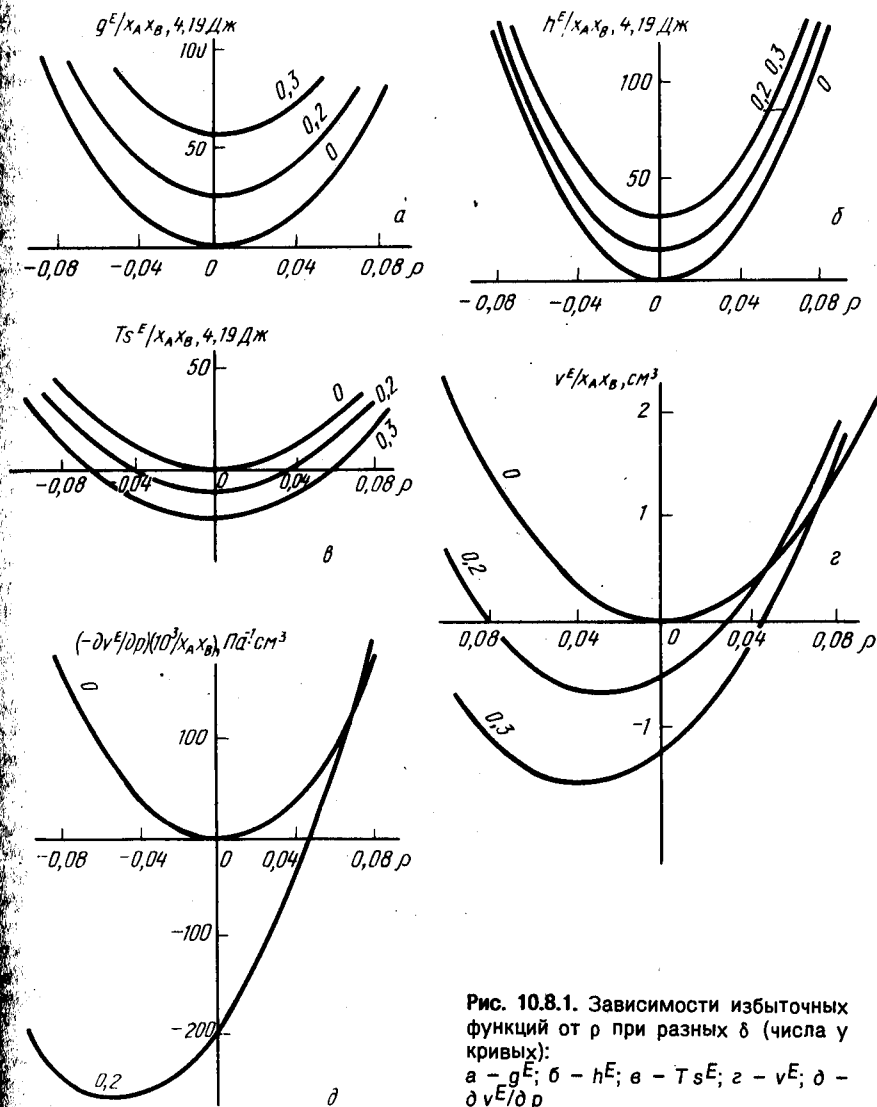 g^E/x_A x_B, 4,19 Дж
100
50
0,3
0,2
0
-0,08 -0,04 0 0,04 0,08 ρ
а
h^E/x_A x_B, 4,19 Дж
100
50
0,2 0,3
0
-0,08 -0,04 0 0,04 0,08 ρ
б
Ts^E/x_A x_B, 4,19 Дж
50
0
0,2
0,3
-0,08 -0,04 0 0,04 0,08 ρ
в
v^E/x_A x_B, см³
2
1
-1
0
0,2
0,3
0,08 -0,04 0 0,04 0,08 ρ
г
(-∂v^E/∂p)(10³/x_A x_B), Па⁻¹ см³
0
100
-0,08 -0,04 0 0,04 0,08 ρ
-100
-200
0,2
д
Рис. 10.8.1. Зависимости избыточных
функций от ρ при разных δ (числа у
кривых):
а – g^E; б – h^E; в – T s^E; г – v^E; д –
∂ v^E/∂ p